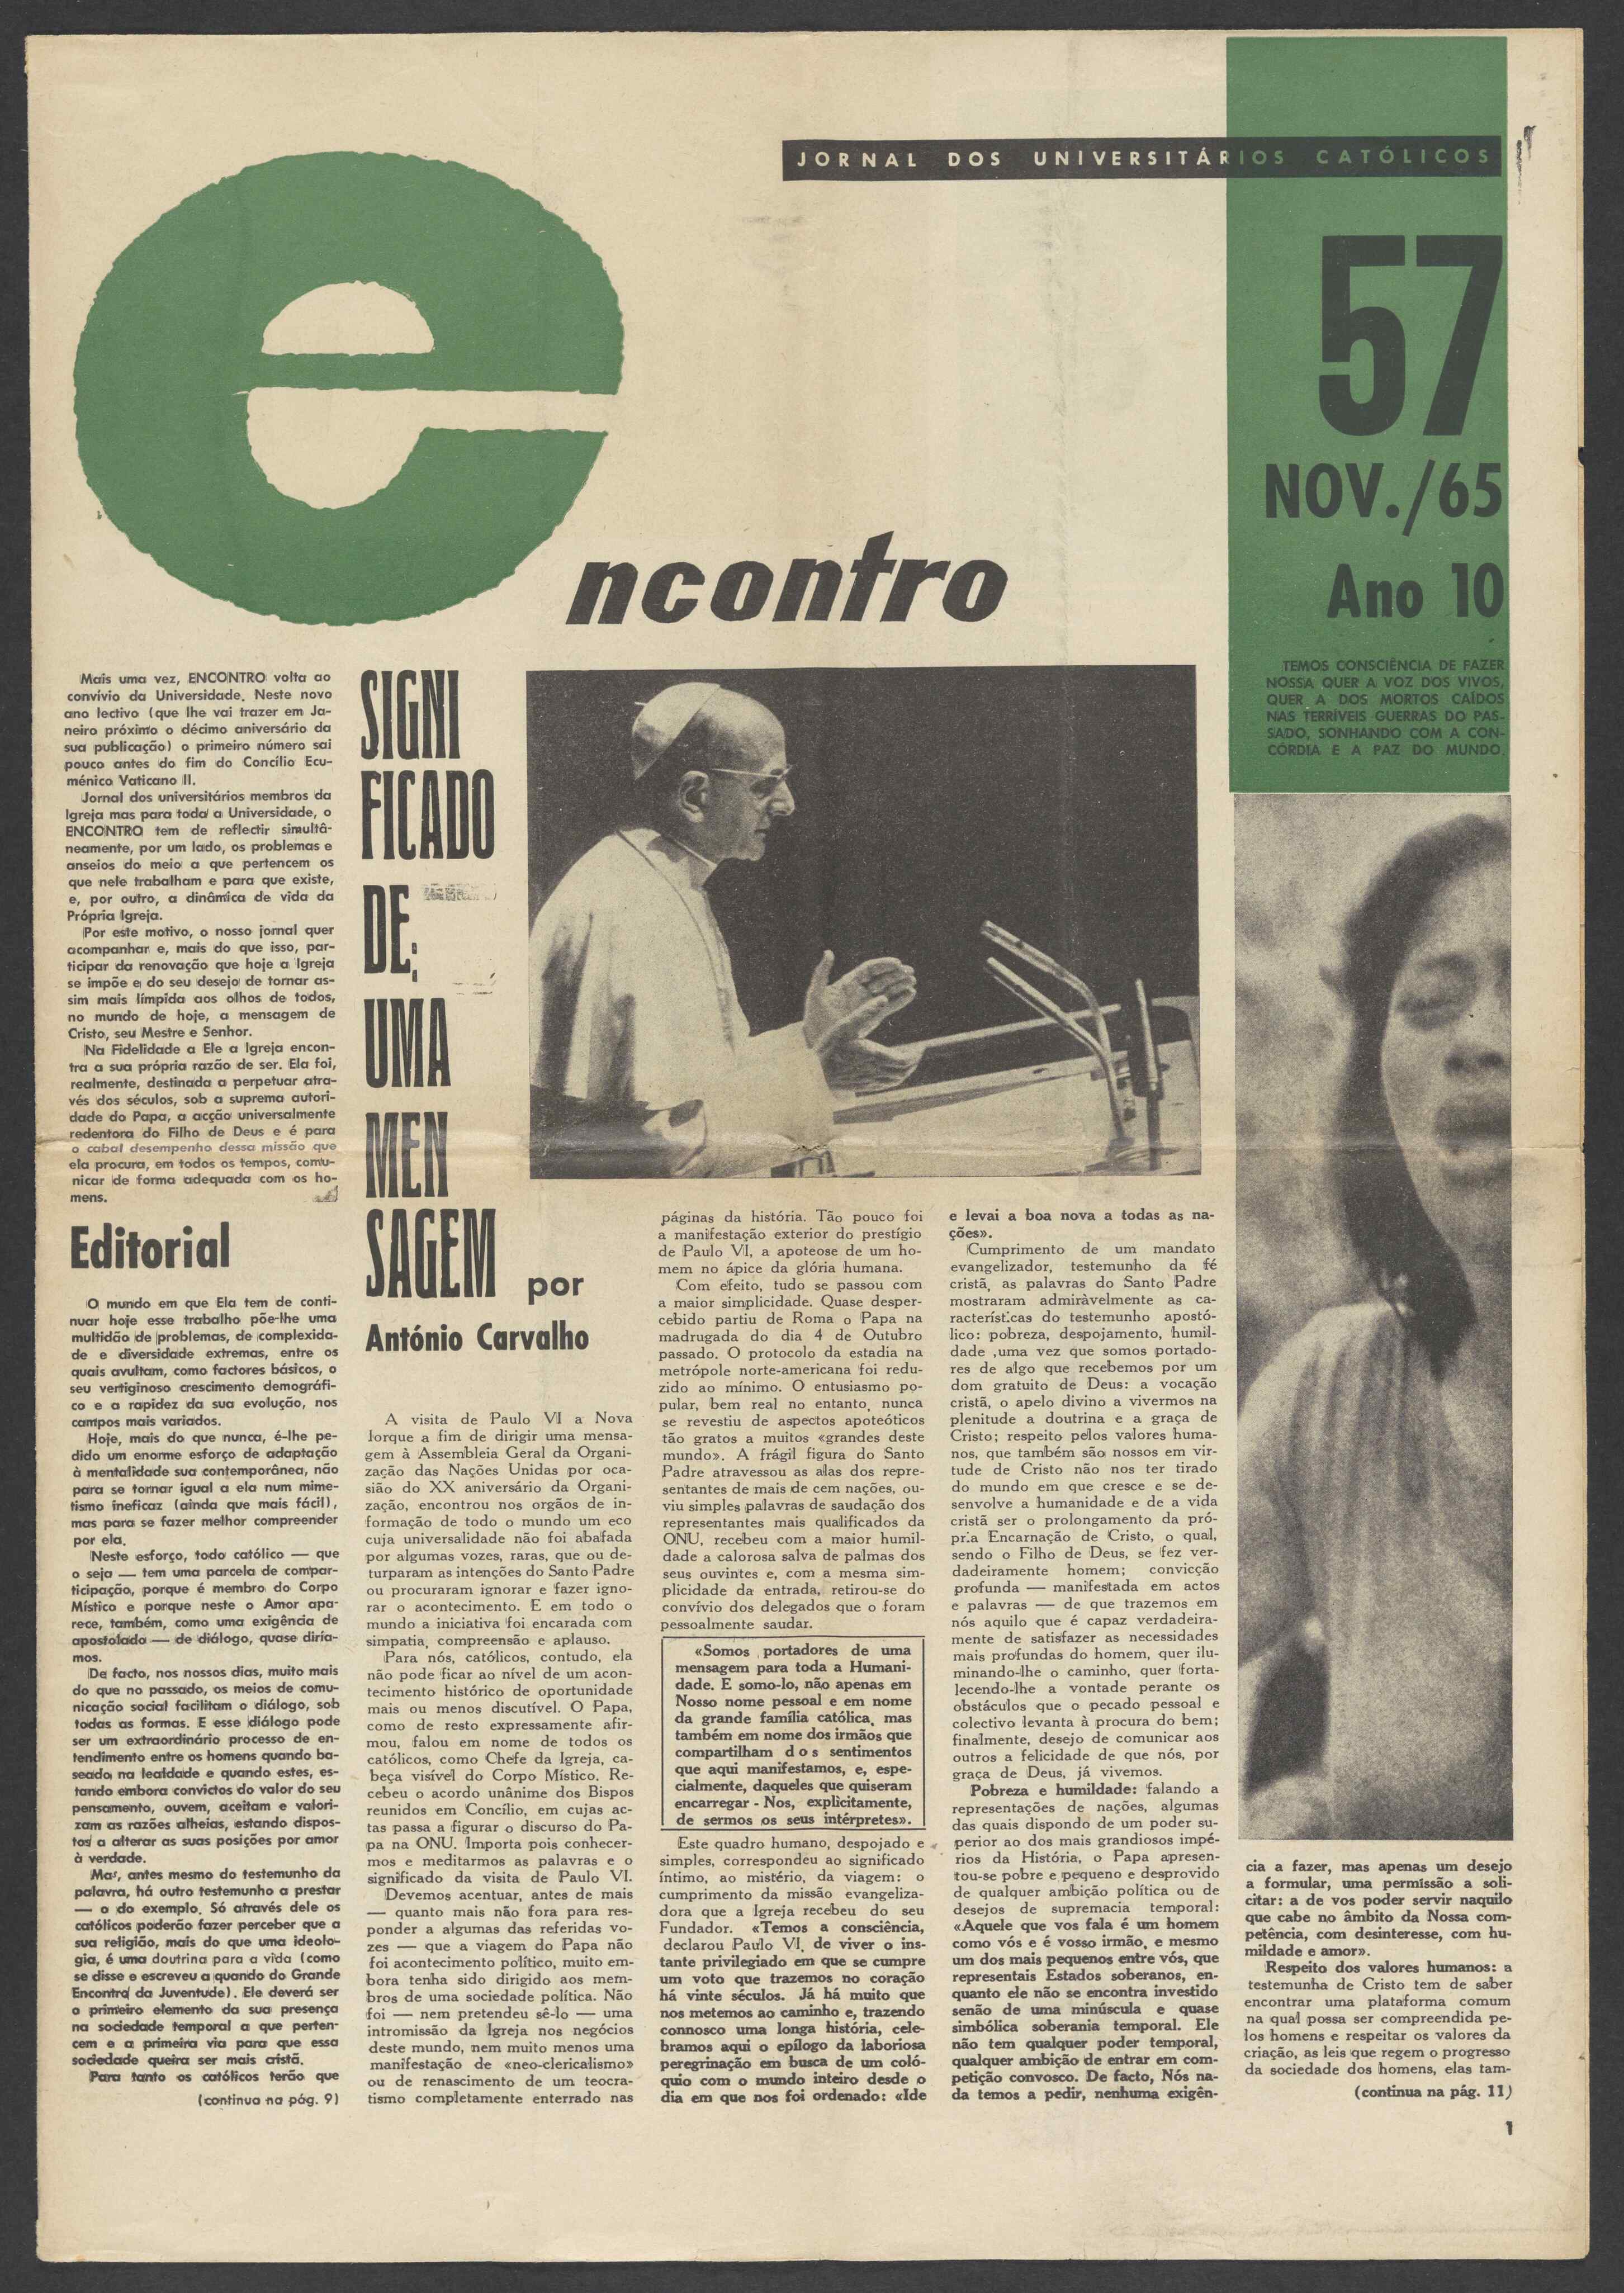 JORNAL DOS UNIVERSITÁRIOS CATÓLICOS
encontro
57
NOV./65
Ano 10
TEMOS CONSCIÊNCIA DE FAZER
NOSSA QUER A VOZ DOS VIVOS,
QUER A DOS MORTOS CAÍDOS
NAS TERRÍVEIS GUERRAS DO PAS-
SADO, SONHANDO COM A CON-
CÓRDIA E A PAZ DO MUNDO.
Mais uma vez, ENCONTRO volta ao
convívio da Universidade. Neste novo
ano lectivo (que lhe vai trazer em Ja-
neiro próximo o décimo aniversário da
sua publicação) o primeiro número sai
pouco antes do fim do Concílio Ecu-
ménico Vaticano II.
Jornal dos universitários membros da
Igreja mas para toda a Universidade, o
ENCONTRO tem de reflectir simultâ-
neamente, por um lado, os problemas e
anseios do meio a que pertencem os
que nele trabalham e para que existe,
e, por outro, a dinâmica de vida da
Própria Igreja.
Por este motivo, o nosso jornal quer
acompanhar e, mais do que isso, par-
ticipar da renovação que hoje a Igreja
se impõe e do seu desejo de tornar as-
sim mais límpida aos olhos de todos,
no mundo de hoje, a mensagem de
Cristo, seu Mestre e Senhor.
Na Fidelidade a Ele a Igreja encon-
tra a sua própria razão de ser. Ela foi,
realmente, destinada a perpetuar atra-
vés dos séculos, sob a suprema autori-
dade do Papa, a acção universalmente
redentora do Filho de Deus e é para
o cabal desempenho dessa missão que
ela procura, em todos os tempos, comu-
nicar de forma adequada com os ho-
mens.
Editorial
O mundo em que Ela tem de conti-
nuar hoje esse trabalho põe-lhe uma
multidão de problemas, de complexida-
de e diversidade extremas, entre os
quais avultam, como factores básicos, o
seu vertiginoso crescimento demográfi-
co e a rapidez da sua evolução, nos
campos mais variados.
Hoje, mais do que nunca, é-lhe pe-
dido um enorme esforço de adaptação
à mentalidade sua contemporânea, não
para se tornar igual a ela num mime-
tismo ineficaz (ainda que mais fácil),
mas para se fazer melhor compreender
por ela.
Neste esforço, todo católico — que
o seja — tem uma parcela de compar-
ticipação, porque é membro do Corpo
Místico e porque neste o Amor apa-
rece, também, como uma exigência de
apostolado — de diálogo, quase diría-
mos.
De facto, nos nossos dias, muito mais
do que no passado, os meios de comu-
nicação social facilitam o diálogo, sob
todas as formas. E esse diálogo pode
ser um extraordinário processo de en-
tendimento entre os homens quando ba-
seado na lealdade e quando estes, es-
tando embora convictos do valor do seu
pensamento, ouvem, aceitam e valori-
zam as razões alheias, estando dispos-
tos a alterar as suas posições por amor
à verdade.
Mas, antes mesmo do testemunho da
palavra, há outro testemunho a prestar
— o do exemplo. Só através dele os
católicos poderão fazer perceber que a
sua religião, mais do que uma ideolo-
gia, é uma doutrina para a vida (como
se disse e escreveu a quando do Grande
Encontro da Juventude). Ele deverá ser
o primeiro elemento da sua presença
na sociedade temporal a que perten-
cem e a primeira via para que essa
sociedade queira ser mais cristã.
Para tanto os católicos terão que
(continua na pág. 9)
SIGNI
FICADO
DE
UMA
MEN
SAGEM por
António Carvalho
A visita de Paulo VI a Nova
Iorque a fim de dirigir uma mensa-
gem à Assembleia Geral da Organi-
zação das Nações Unidas por oca-
sião do XX aniversário da Organi-
zação, encontrou nos orgãos de in-
formação de todo o mundo um eco
cuja universalidade não foi abafada
por algumas vozes, raras, que ou de-
turparam as intenções do Santo Padre
ou procuraram ignorar e fazer igno-
rar o acontecimento. E em todo o
mundo a iniciativa foi encarada com
simpatia, compreensão e aplauso.
Para nós, católicos, contudo, ela
não pode ficar ao nível de um acon-
tecimento histórico de oportunidade
mais ou menos discutível. O Papa,
como de resto expressamente afir-
mou, falou em nome de todos os
católicos, como Chefe da Igreja, ca-
beça visível do Corpo Místico. Re-
cebeu o acordo unânime dos Bispos
reunidos em Concílio, em cujas ac-
tas passa a figurar o discurso do Pa-
pa na ONU. Importa pois conhecer-
mos e meditarmos as palavras e o
significado da visita de Paulo VI.
Devemos acentuar, antes de mais
— quanto mais não fora para res-
ponder a algumas das referidas vo-
zes — que a viagem do Papa não
foi acontecimento político, muito em-
bora tenha sido dirigido aos mem-
bros de uma sociedade política. Não
foi — nem pretendeu sê-lo — uma
intromissão da Igreja nos negócios
deste mundo, nem muito menos uma
manifestação de «neo-clericalismo»
ou de renascimento de um teocra-
tismo completamente enterrado nas
páginas da história. Tão pouco foi
a manifestação exterior do prestígio
de Paulo VI, a apoteose de um ho-
mem no ápice da glória humana.
Com efeito, tudo se passou com
a maior simplicidade. Quase desper-
cebido partiu de Roma o Papa na
madrugada do dia 4 de Outubro
passado. O protocolo da estadia na
metrópole norte-americana foi redu-
zido ao mínimo. O entusiasmo po-
pular, bem real no entanto, nunca
se revestiu de aspectos apoteóticos
tão gratos a muitos «grandes deste
mundo». A frágil figura do Santo
Padre atravessou as alas dos repre-
sentantes de mais de cem nações, ou-
viu simples palavras de saudação dos
representantes mais qualificados da
ONU, recebeu com a maior humil-
dade a calorosa salva de palmas dos
seus ouvintes e, com a mesma sim-
plicidade da entrada, retirou-se do
convívio dos delegados que o foram
pessoalmente saudar.
«Somos portadores de uma
mensagem para toda a Humani-
dade. E somo-lo, não apenas em
Nosso nome pessoal e em nome
da grande família católica, mas
também em nome dos irmãos que
compartilham dos sentimentos
que aqui manifestamos, e, espe-
cialmente, daqueles que quiseram
encarregar-Nos, explicitamente,
de sermos os seus intérpretes».
Este quadro humano, despojado e
simples, correspondeu ao significado
íntimo, ao mistério, da viagem: o
cumprimento da missão evangeliza-
dora que a Igreja recebeu do seu
Fundador. «Temos a consciência,
declarou Paulo VI, de viver o ins-
tante privilegiado em que se cumpre
um voto que trazemos no coração
há vinte séculos. Já há muito que
nos metemos ao caminho e, trazendo
connosco uma longa história, cele-
bramos aqui o epílogo da laboriosa
peregrinação em busca de um coló-
quio com o mundo inteiro desde o
dia em que nos foi ordenado: «Ide
e levai a boa nova a todas as na-
ções».
Cumprimento de um mandato
evangelizador, testemunho da fé
cristã, as palavras do Santo Padre
mostraram admiràvelmente as ca-
racterísticas do testemunho apostó-
lico: pobreza, despojamento, humil-
dade ,uma vez que somos portado-
res de algo que recebemos por um
dom gratuito de Deus: a vocação
cristã, o apelo divino a vivermos na
plenitude a doutrina e a graça de
Cristo; respeito pelos valores huma-
nos, que também são nossos em vir-
tude de Cristo não nos ter tirado
do mundo em que cresce e se de-
senvolve a humanidade e de a vida
cristã ser o prolongamento da pró-
pria Encarnação de Cristo, o qual,
sendo o Filho de Deus, se fez ver-
dadeiramente homem; convicção
profunda — manifestada em actos
e palavras — de que trazemos em
nós aquilo que é capaz verdadeira-
mente de satisfazer as necessidades
mais profundas do homem, quer ilu-
minando-lhe o caminho, quer forta-
lecendo-lhe a vontade perante os
obstáculos que o pecado pessoal e
colectivo levanta à procura do bem;
finalmente, desejo de comunicar aos
outros a felicidade de que nós, por
graça de Deus, já vivemos.
Pobreza e humildade: falando a
representações de nações, algumas
das quais dispondo de um poder su-
perior ao dos mais grandiosos impé-
rios da História, o Papa apresen-
tou-se pobre e pequeno e desprovido
de qualquer ambição política ou de
desejos de supremacia temporal:
«Aquele que vos fala é um homem
como vós e é vosso irmão, e mesmo
um dos mais pequenos entre vós, que
representais Estados soberanos, en-
quanto ele não se encontra investido
senão de uma minúscula e quase
simbólica soberania temporal. Ele
não tem qualquer poder temporal,
qualquer ambição de entrar em com-
petição convosco. De facto, Nós na-
da temos a pedir, nenhuma exigên-
cia a fazer, mas apenas um desejo
a formular, uma permissão a soli-
citar: a de vos poder servir naquilo
que cabe no âmbito da Nossa com-
petência, com desinteresse, com hu-
mildade e amor».
Respeito dos valores humanos: a
testemunha de Cristo tem de saber
encontrar uma plataforma comum
na qual possa ser compreendida pe-
los homens e respeitar os valores da
criação, as leis que regem o progresso
da sociedade dos homens, elas tam-
(continua na pág. 11)
1